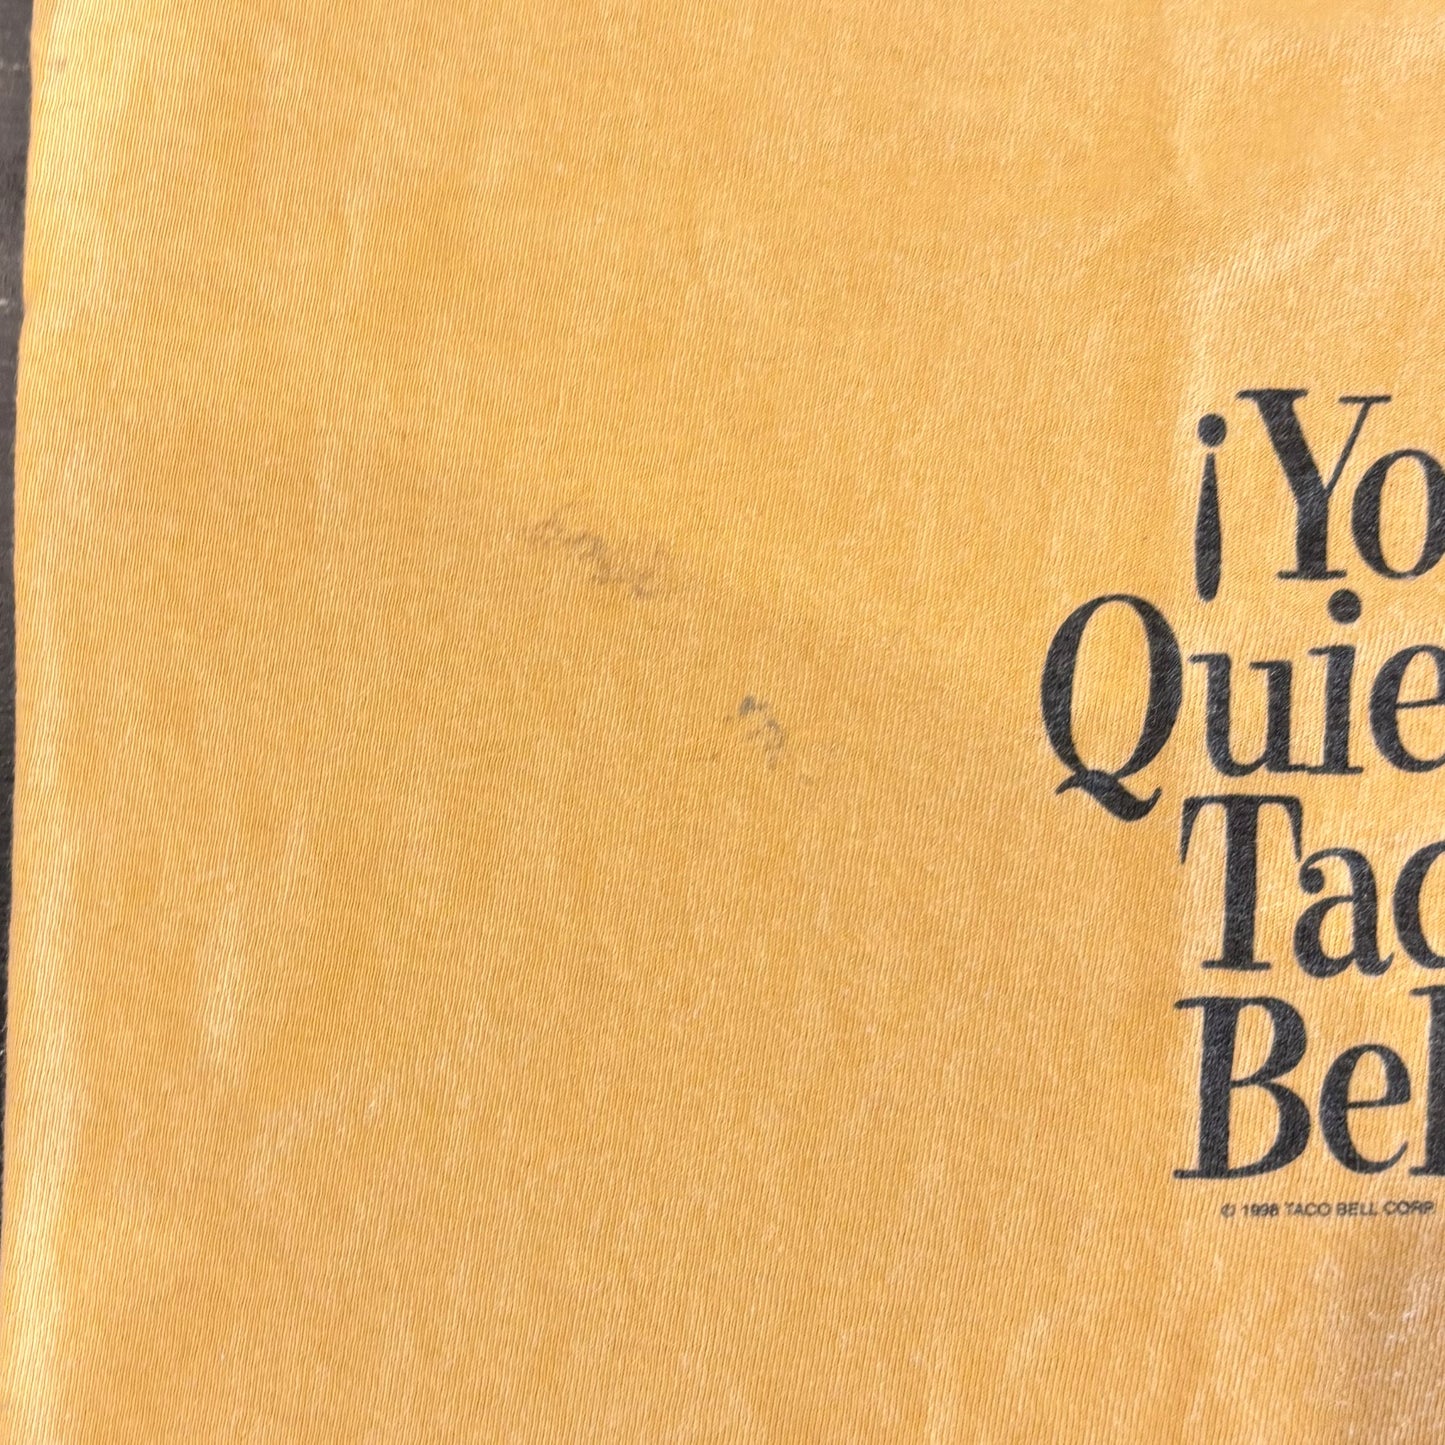 ¡Yo
Quie
Tac
Bel
© 1998 TACO BELL CORP.